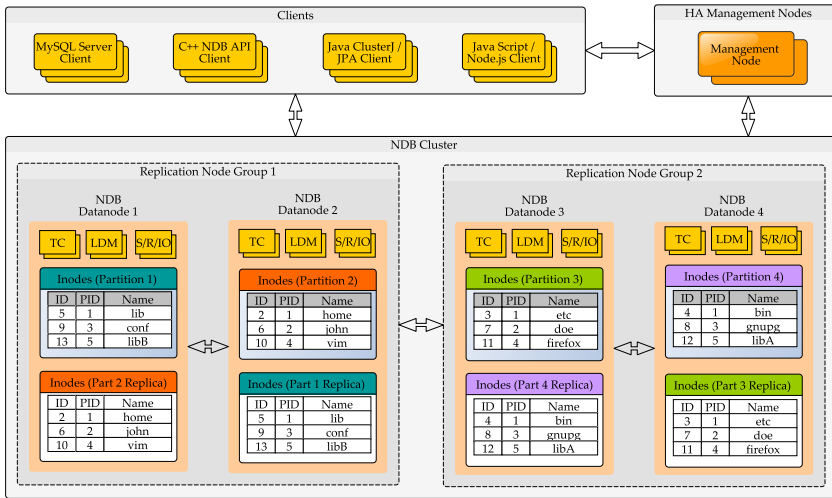 Clients
MySQL Server
Client
C++ NDB API
Client
Java ClusterJ /
JPA Client
Java Script /
Node.js Client
HA Management Nodes
Management
Node
NDB Cluster
Replication Node Group 1
NDB
Datanode 1
TC
LDM
S/R/IO
Inodes (Partition 1)
ID PID Name
5 1 lib
9 3 conf
13 5 libB
Inodes (Part 2 Replica)
ID PID Name
2 1 home
6 2 john
10 4 vim
NDB
Datanode 2
TC
LDM
S/R/IO
Inodes (Partition 2)
ID PID Name
2 1 home
6 2 john
10 4 vim
Inodes (Part 1 Replica)
ID PID Name
5 1 lib
9 3 conf
13 5 libB
Replication Node Group 2
NDB
Datanode 3
TC
LDM
S/R/IO
Inodes (Partition 3)
ID PID Name
3 1 etc
7 2 doe
11 4 firefox
Inodes (Part 4 Replica)
ID PID Name
4 1 bin
8 3 gnupg
12 5 libA
NDB
Datanode 4
TC
LDM
S/R/IO
Inodes (Partition 4)
ID PID Name
4 1 bin
8 3 gnupg
12 5 libA
Inodes (Part 3 Replica)
ID PID Name
3 1 etc
7 2 doe
11 4 firefox